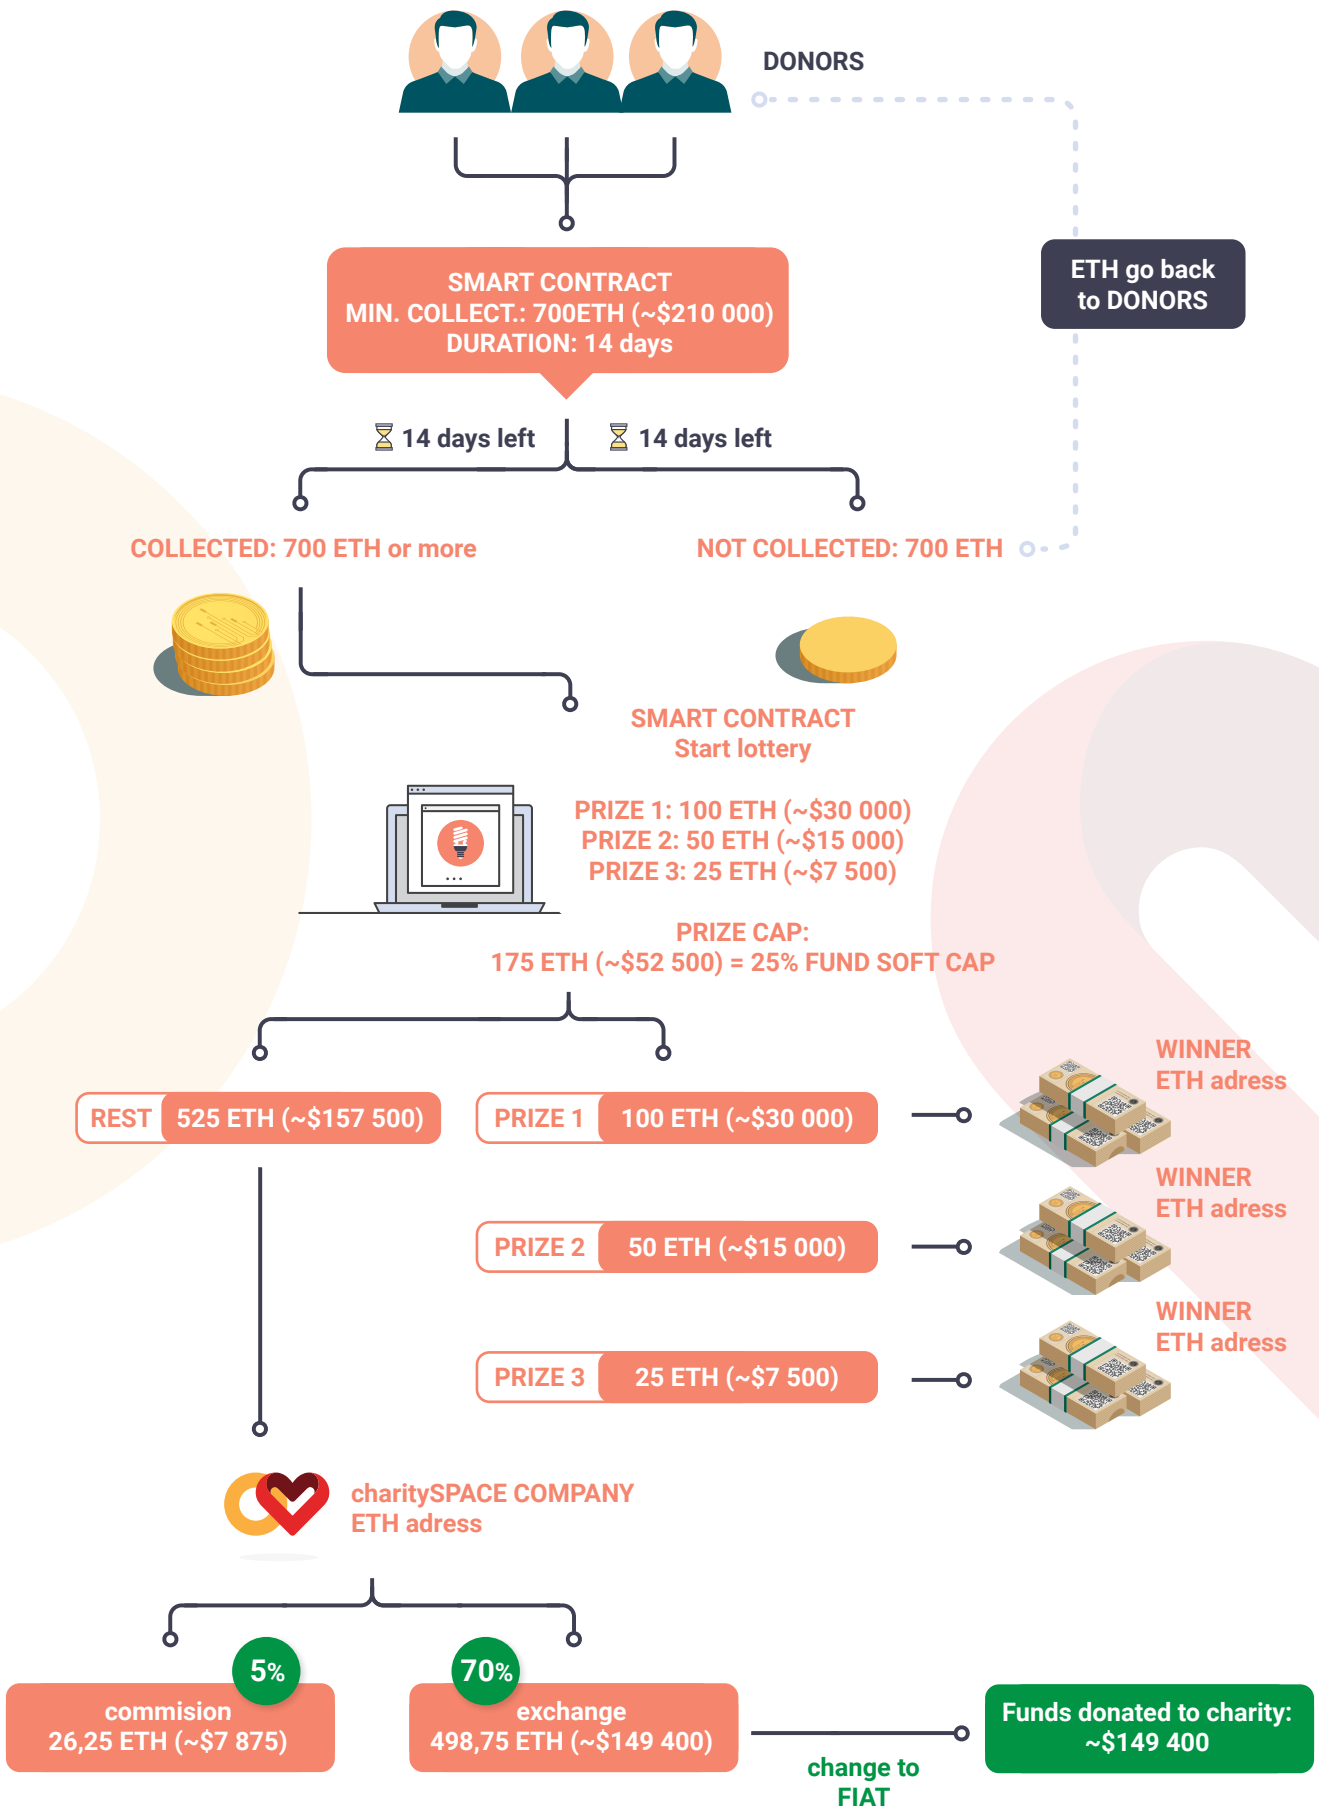 DONORS
ETH go back
to DONORS
SMART CONTRACT
MIN. COLLECT.: 700ETH (~$210 000)
DURATION: 14 days
14 days left
14 days left
COLLECTED: 700 ETH or more
NOT COLLECTED: 700 ETH
SMART CONTRACT
Start lottery
PRIZE 1: 100 ETH (~$30 000)
PRIZE 2: 50 ETH (~$15 000)
PRIZE 3: 25 ETH (~$7 500)
PRIZE CAP:
175 ETH (~$52 500) = 25% FUND SOFT CAP
REST 525 ETH (~$157 500)
PRIZE 1 100 ETH (~$30 000)
WINNER
ETH adress
PRIZE 2 50 ETH (~$15 000)
WINNER
ETH adress
PRIZE 3 25 ETH (~$7 500)
WINNER
ETH adress
charitySPACE COMPANY
ETH adress
5%
commision
26,25 ETH (~$7 875)
70%
exchange
498,75 ETH (~$149 400)
change to
FIAT
Funds donated to charity:
~$149 400